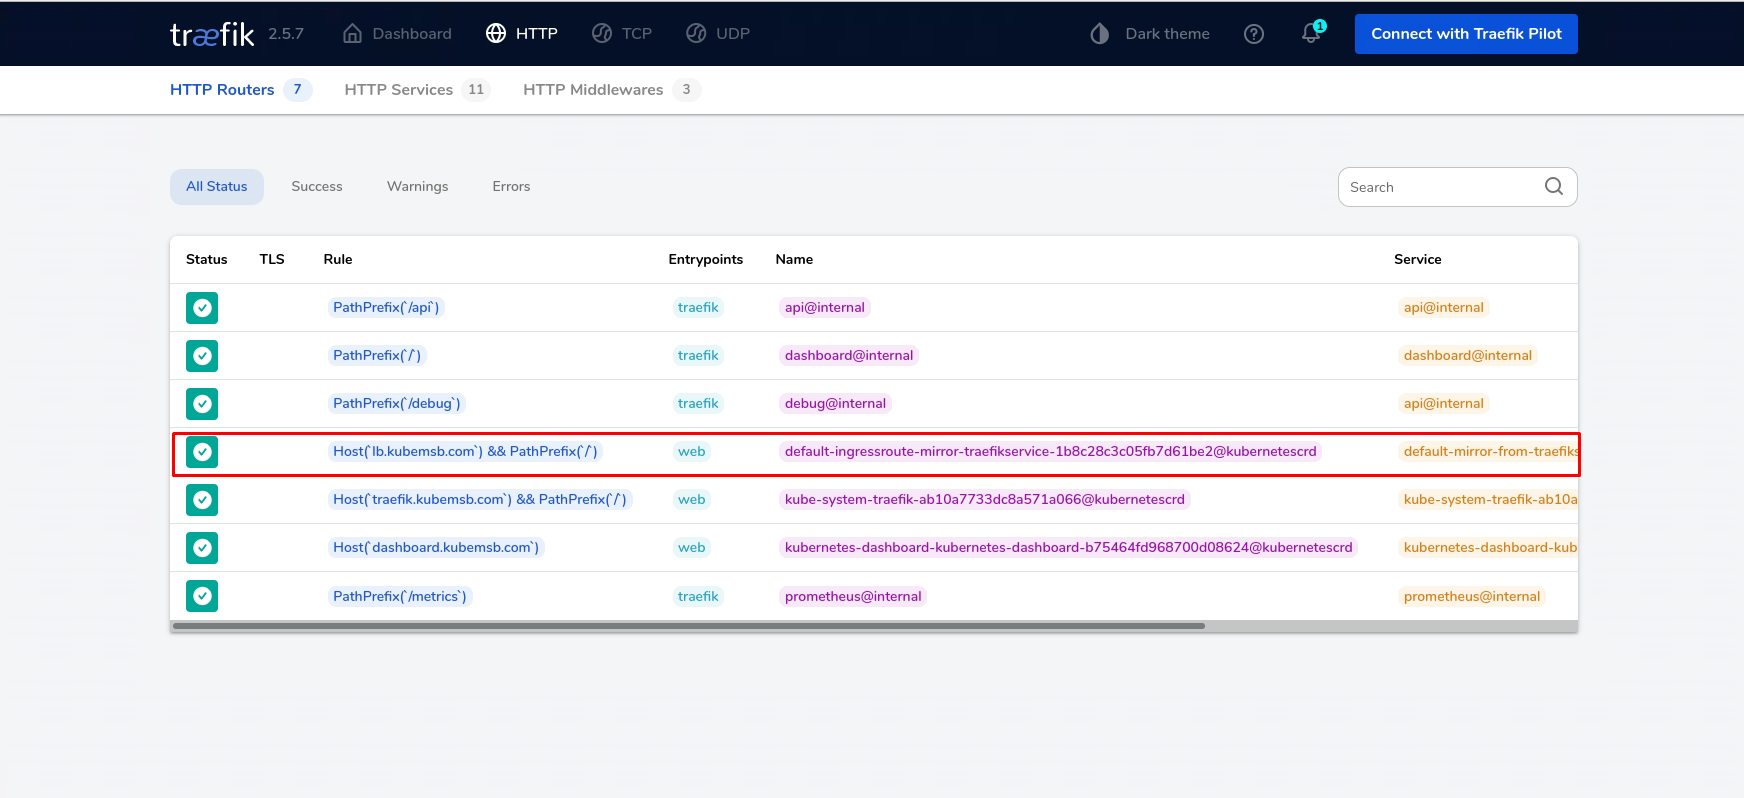 træfik 2.5.7 Dashboard HTTP TCP UDP Dark theme 1 Connect with Traefik Pilot
HTTP Routers 7 HTTP Services 11 HTTP Middlewares 3
All Status Success Warnings Errors Search
Status TLS Rule Entrypoints Name Service
PathPrefix(`/api`) traefik api@internal api@internal
PathPrefix(`/`) traefik dashboard@internal dashboard@internal
PathPrefix(`/debug`) traefik debug@internal api@internal
Host(`lb.kubemsb.com`) && PathPrefix(`/`) web default-ingressroute-mirror-traefikservice-1b8c28c3c05fb7d61be2@kubernetescrd default-mirror-from-traefiks
Host(`traefik.kubemsb.com`) && PathPrefix(`/`) web kube-system-traefik-ab10a7733dc8a571a066@kubernetescrd kube-system-traefik-ab10a
Host(`dashboard.kubemsb.com`) web kubernetes-dashboard-kubernetes-dashboard-b75464fd968700d08624@kubernetescrd kubernetes-dashboard-kub
PathPrefix(`/metrics`) traefik prometheus@internal prometheus@internal